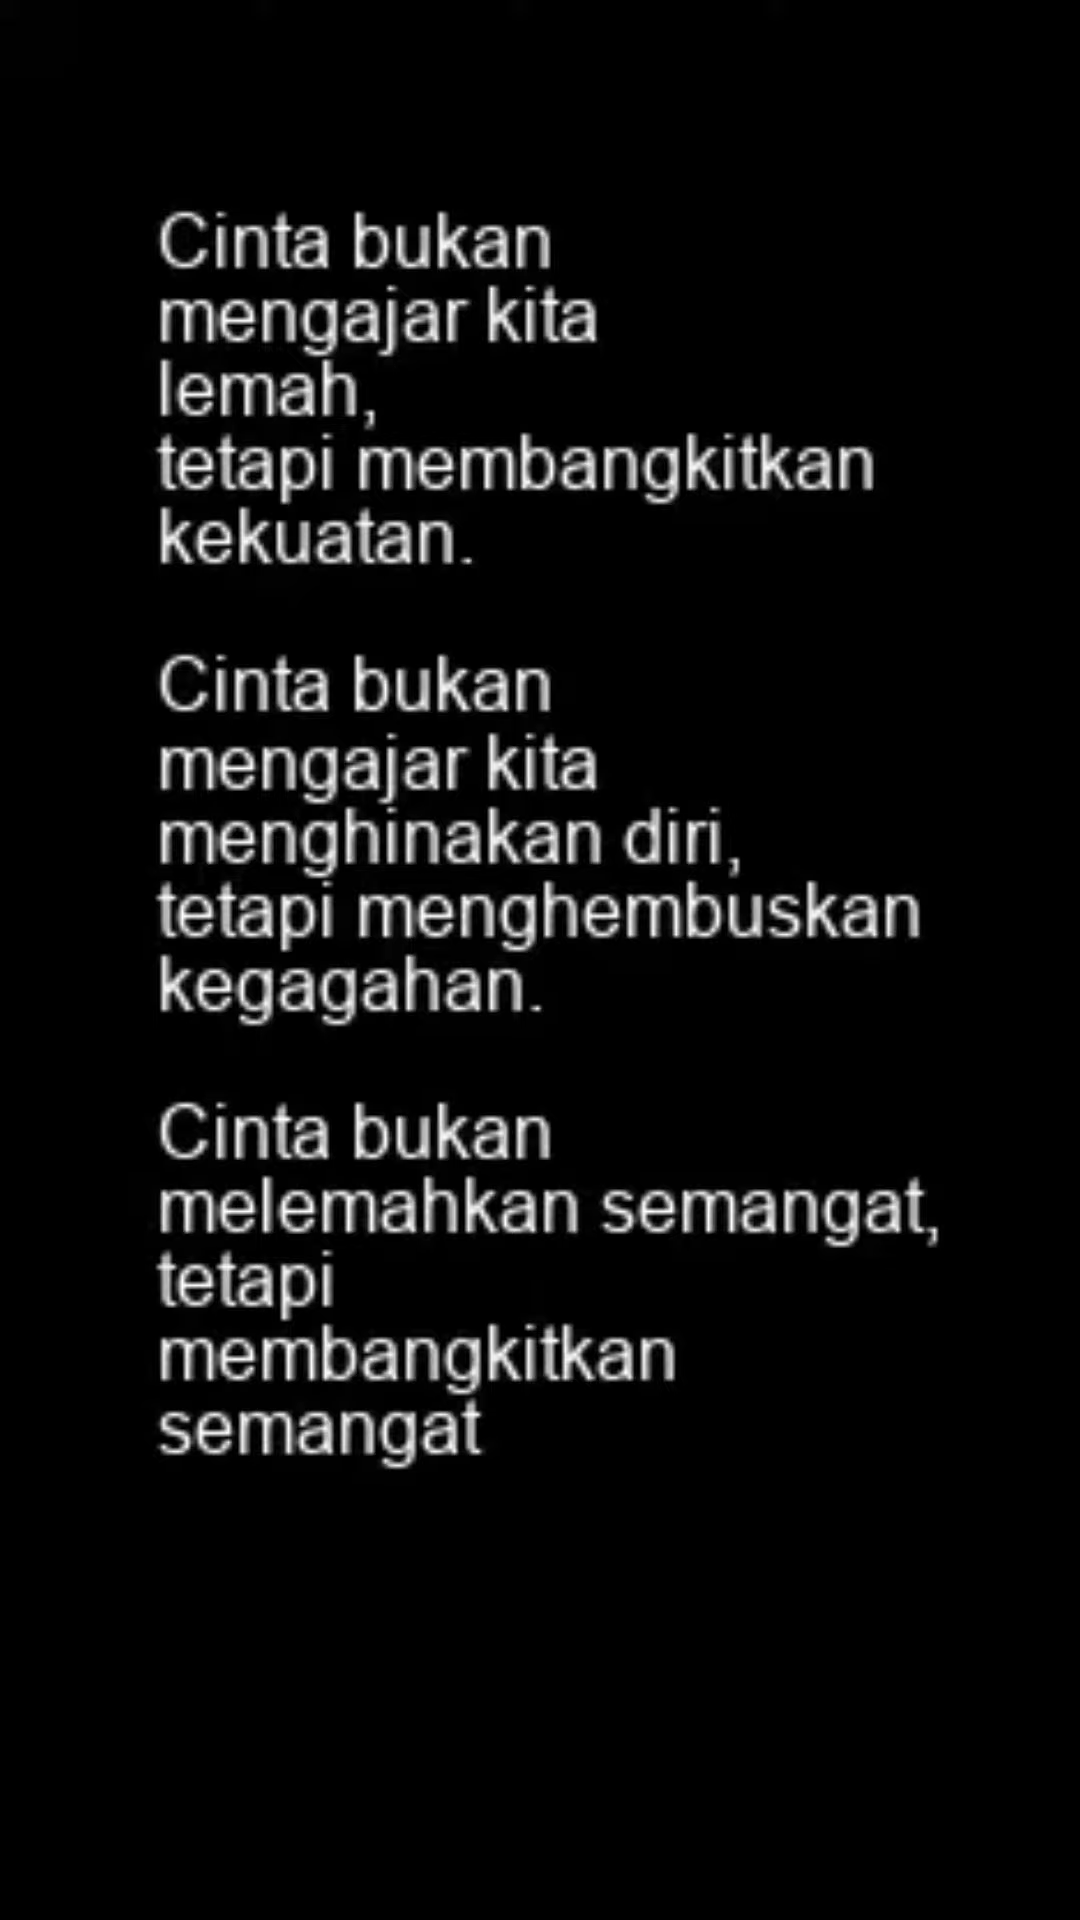 Cinta bukan
mengajar kita
lemah,
tetapi membangkitkan
kekuatan.
Cinta bukan
mengajar kita
menghinakan diri,
tetapi menghembuskan
kegagahan.
Cinta bukan
melemahkan semangat,
tetapi
membangkitkan
semangat